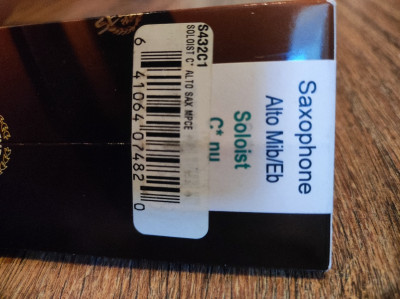 Saxophone
Alto Mib/Eb
Soloist
C* nu
S432C1
SOLOIST C* ALTO SAX MPCE
6 41064 07482 0